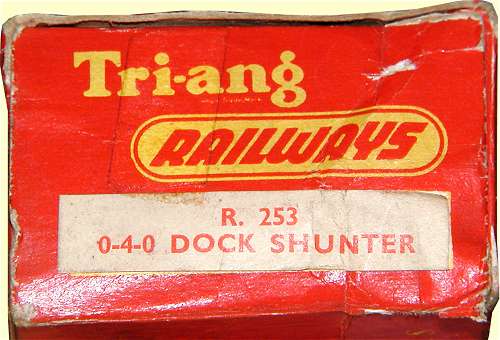 Tri-ang
RAILWAYS
R. 253
0-4-0 DOCK SHUNTER